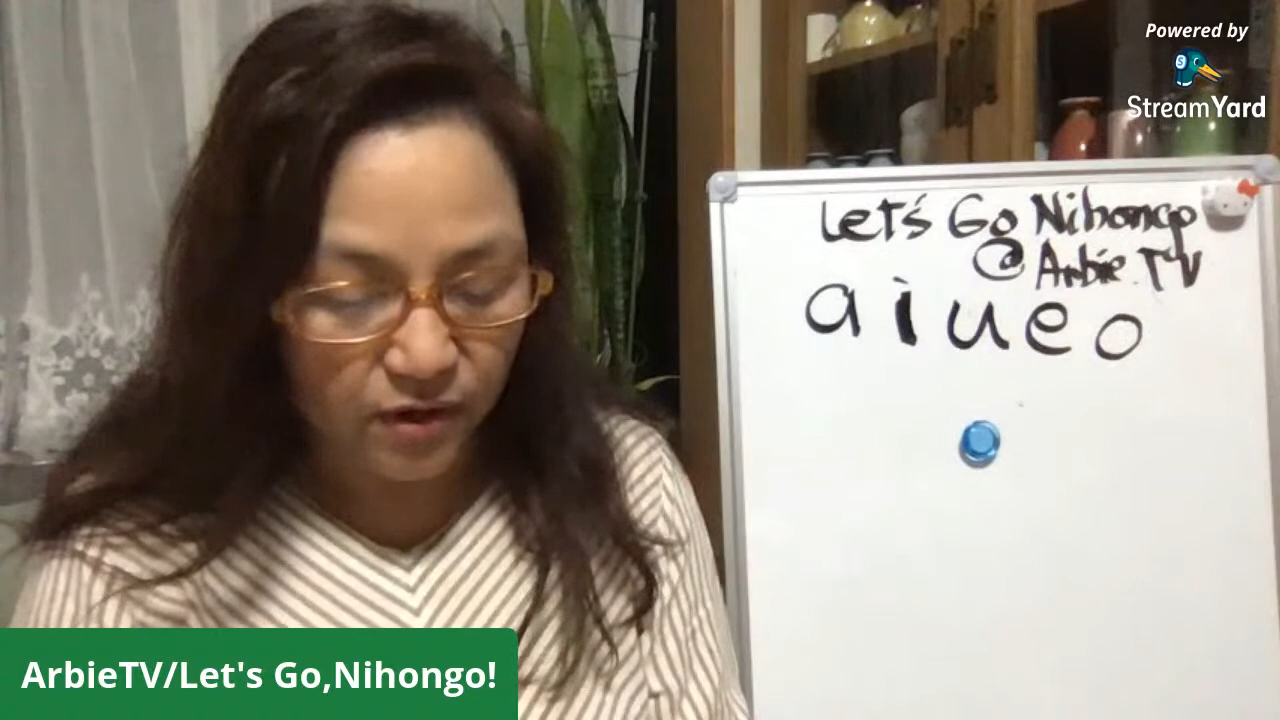 Powered by
StreamYard
Let's Go Nihongo
@ Arbie TV
a i u e o
ArbieTV/Let's Go,Nihongo!